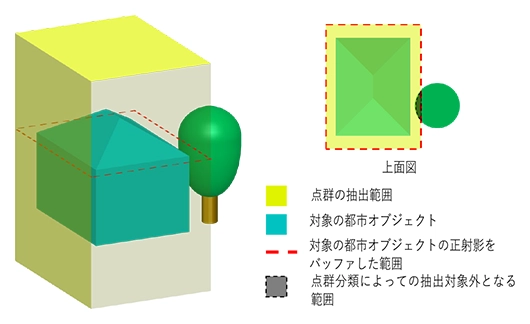 上面図
点群の抽出範囲
対象の都市オブジェクト
対象の都市オブジェクトの正射影を
バッファした範囲
点群分類によっての抽出対象外となる
範囲